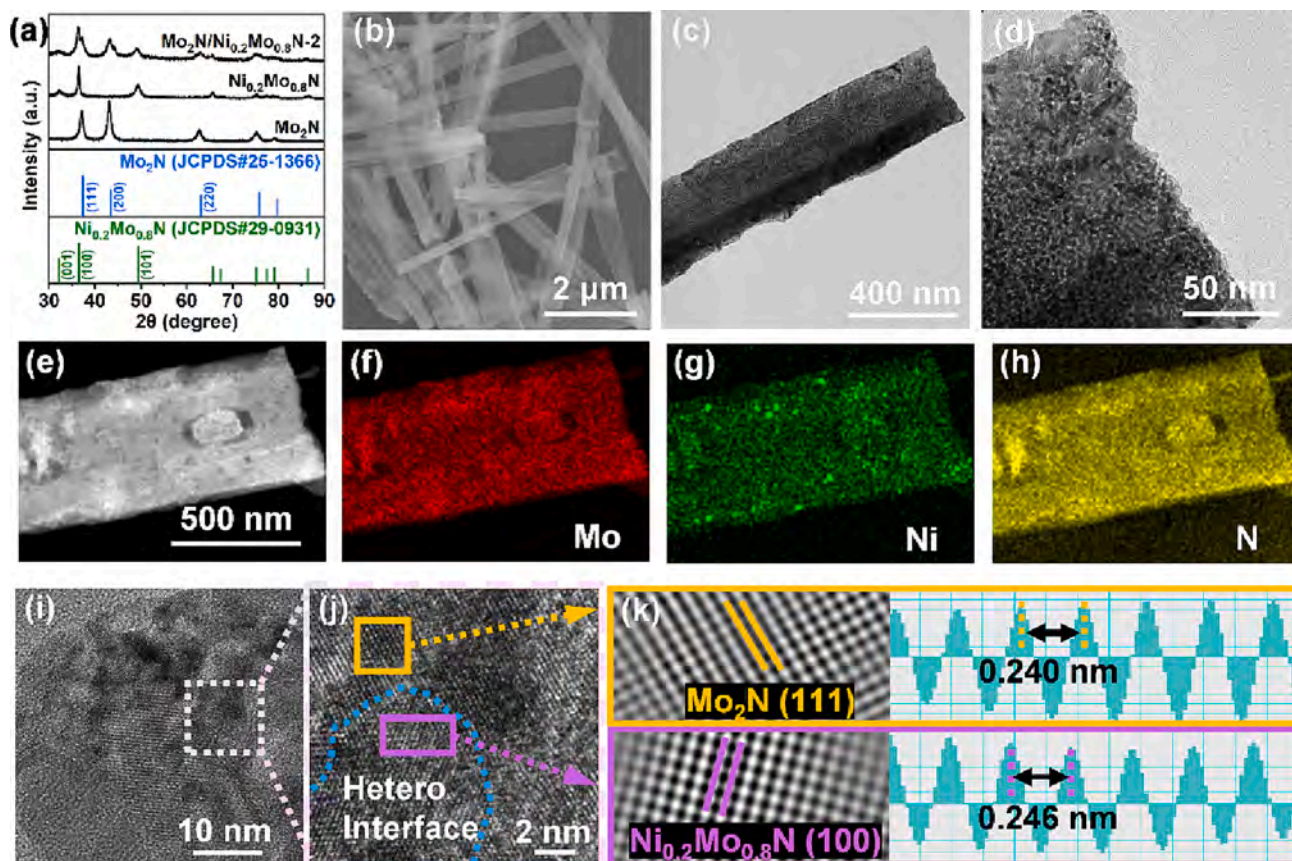 (a)
Mo₂N/Ni₀.₂Mo₀.₈N-2
Ni₀.₂Mo₀.₈N
Mo₂N
Mo₂N (JCPDS#25-1366)
(111)
(200)
(220)
Ni₀.₂Mo₀.₈N (JCPDS#29-0931)
(001)
(100)
(101)
Intensity (a.u.)
30 40 50 60 70 80 90
2θ (degree)
(b)
2 μm
(c)
400 nm
(d)
50 nm
(e)
500 nm
(f)
Mo
(g)
Ni
(h)
N
(i)
10 nm
(j)
Hetero
Interface
2 nm
(k)
Mo₂N (111)
0.240 nm
Ni₀.₂Mo₀.₈N (100)
0.246 nm